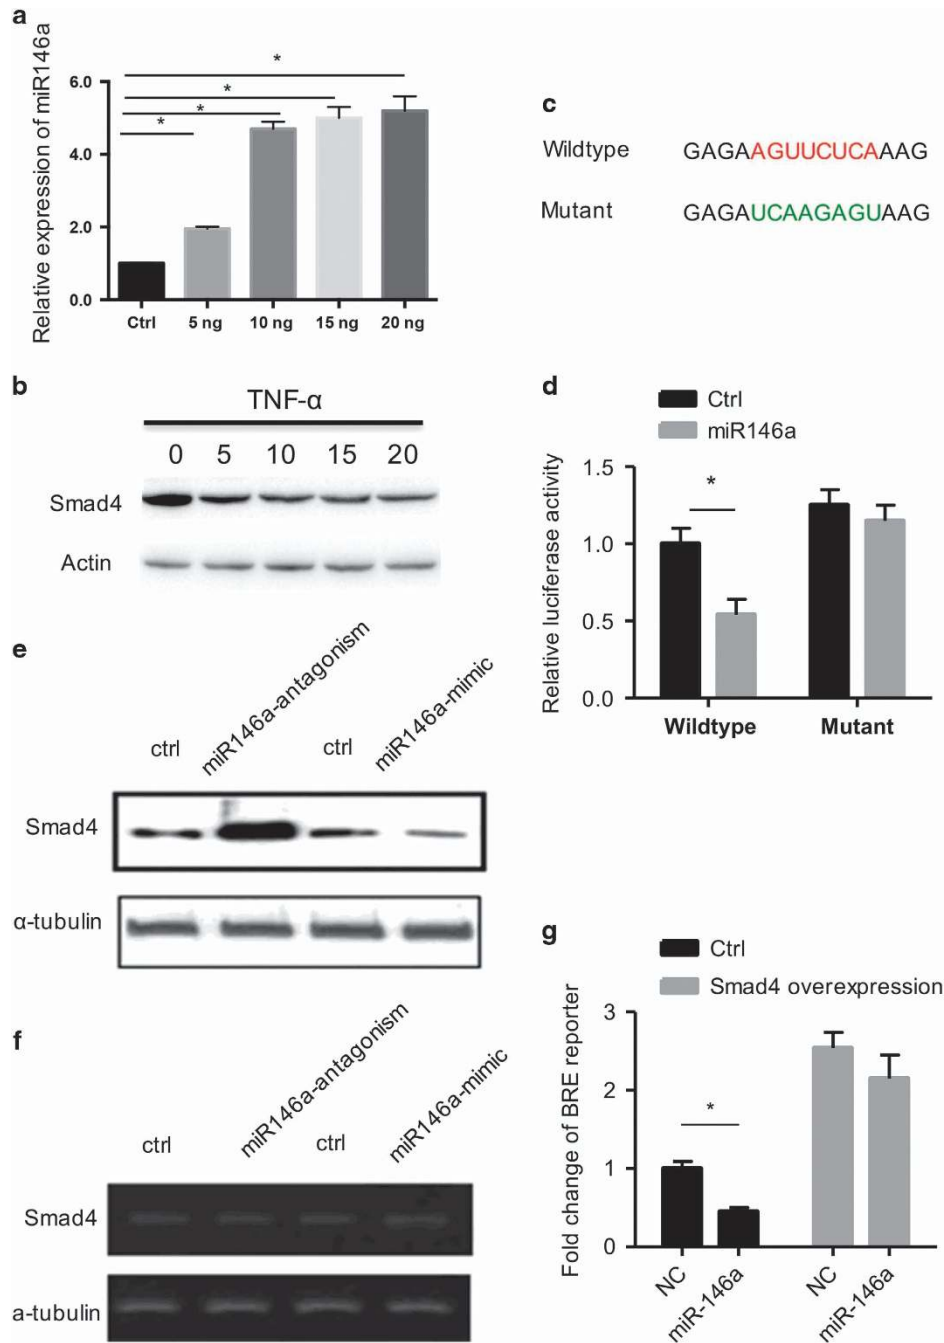 a
Relative expression of miR146a
6.0
4.0
2.0
0.0
*
*
*
*
Ctrl 5 ng 10 ng 15 ng 20 ng
b
TNF-α
0 5 10 15 20
Smad4
Actin
c
Wildtype GAGAAGUUCUCAAAG
Mutant GAGAUCAAGAGUAAG
d
Ctrl
miR146a
Relative luciferase activity
1.5
1.0
0.5
0.0
*
Wildtype Mutant
e
ctrl miR146a-antagonism ctrl miR146a-mimic
Smad4
α-tubulin
f
ctrl miR146a-antagonism ctrl miR146a-mimic
Smad4
a-tubulin
g
Ctrl
Smad4 overexpression
Fold change of BRE reporter
3
2
1
0
*
NC miR-146a NC miR-146a